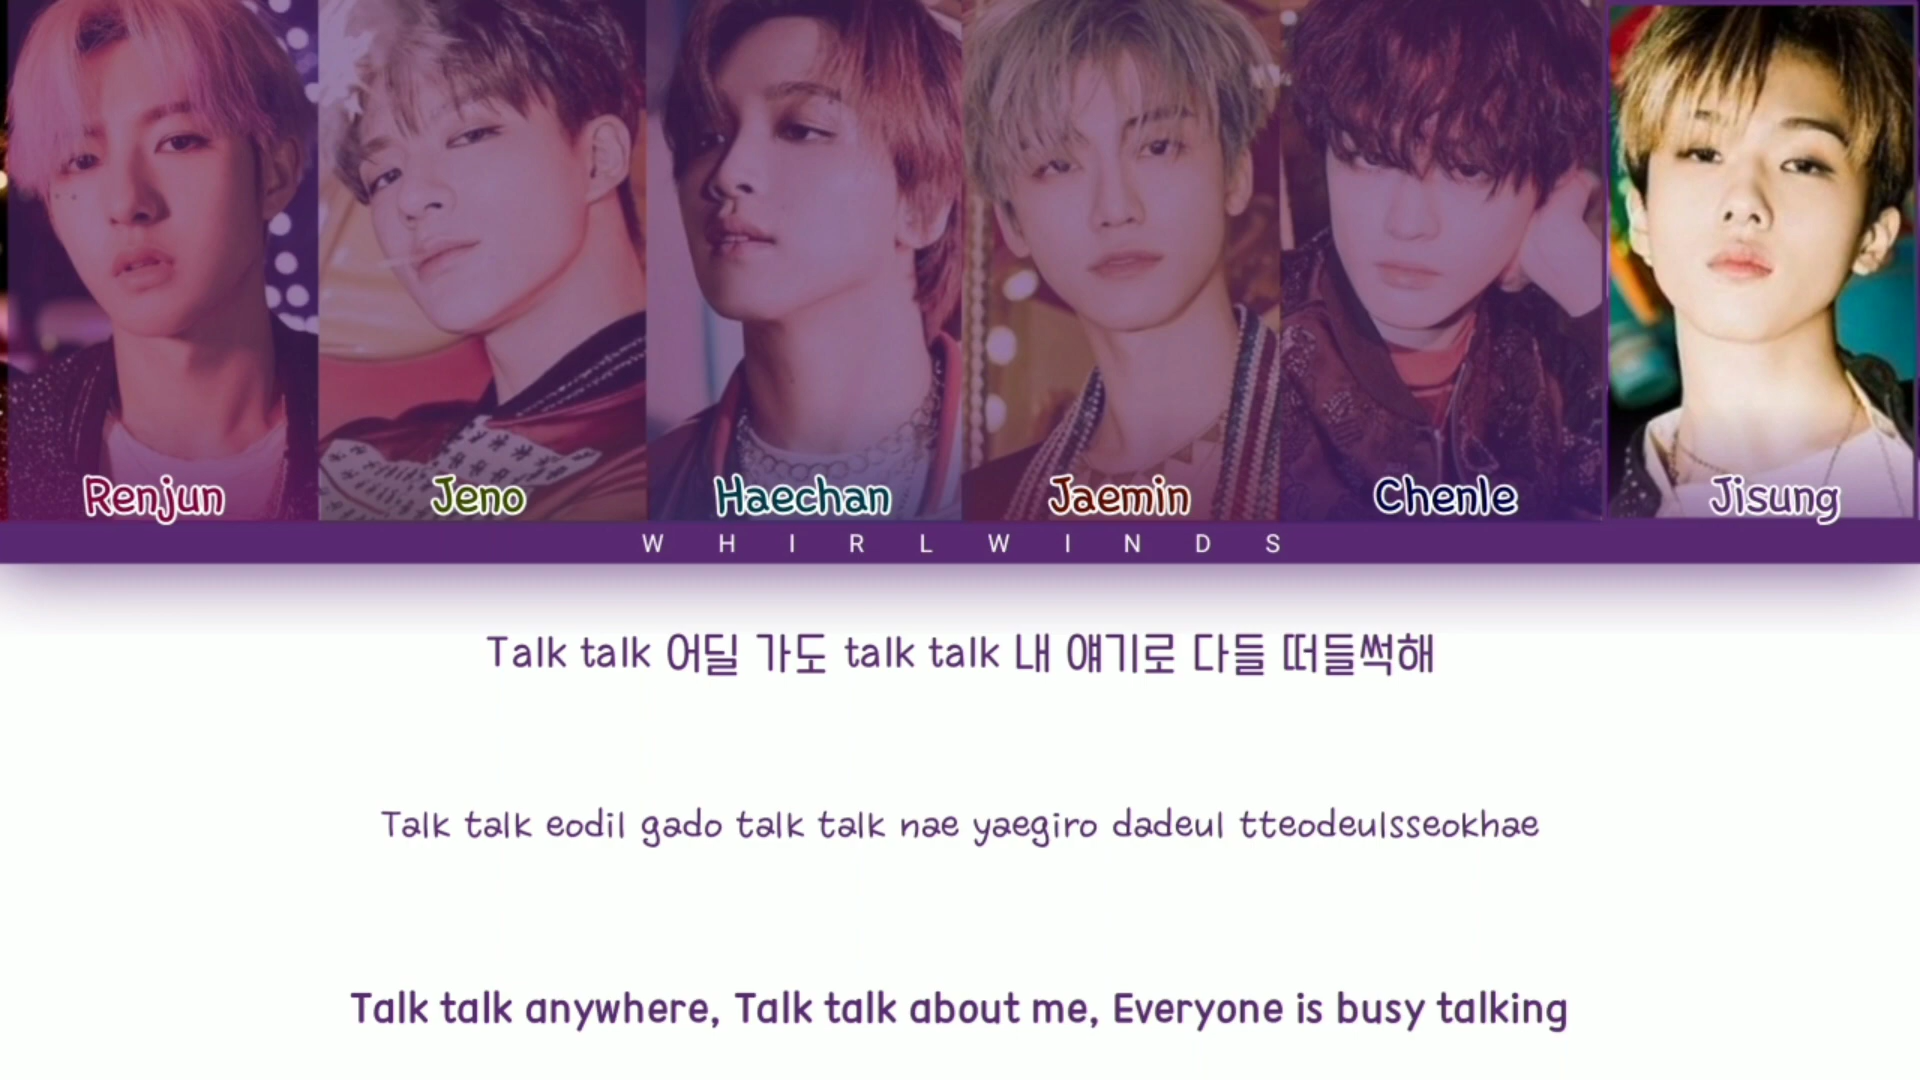 Renjun Jeno Haechan Jaemin Chenle Jisung
WHIRLWINDS
Talk talk 어딜 가도 talk talk 내 얘기로 다들 떠들썩해
Talk talk eodil gado talk talk nae yaegiro dadeul tteodeulsseokhae
Talk talk anywhere, Talk talk about me, Everyone is busy talking